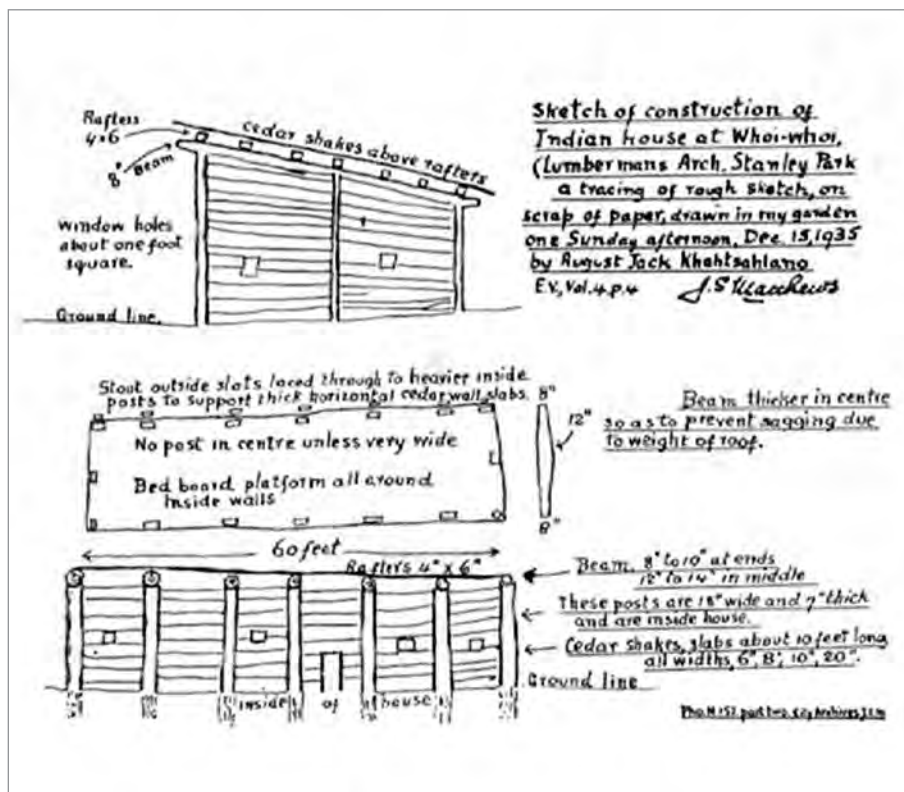 Rafters
4x6
8" Beam
cedar shakes above rafters
window holes
about one foot
square.
Ground line.
Sketch of construction of
Indian house at Whoi-whoi,
(Lumbermans Arch, Stanley Park
a tracing of rough sketch, on
scrap of paper, drawn in my garden
one Sunday afternoon, Dec. 15, 1935
by August Jack Khahtsahlano
E.V., Vol. 4. p. 4 J.S. Matthews
Stout outside slats laced through to heavier inside
posts to support thick horizontal cedar wall slabs.
No post in centre unless very wide
Bed board platform all around
inside walls
8"
12"
8"
Beam thicker in centre
so as to prevent sagging due
to weight of roof.
60 feet
Rafters 4" x 6"
Beam, 8" to 10" at ends
12" to 14" in middle
These posts are 18" wide and 7" thick
and are inside house.
Cedar shakes, slabs about 10 feet long
all widths, 6", 8", 10", 20".
Ground line
inside of house
Pho. N.157. part two.